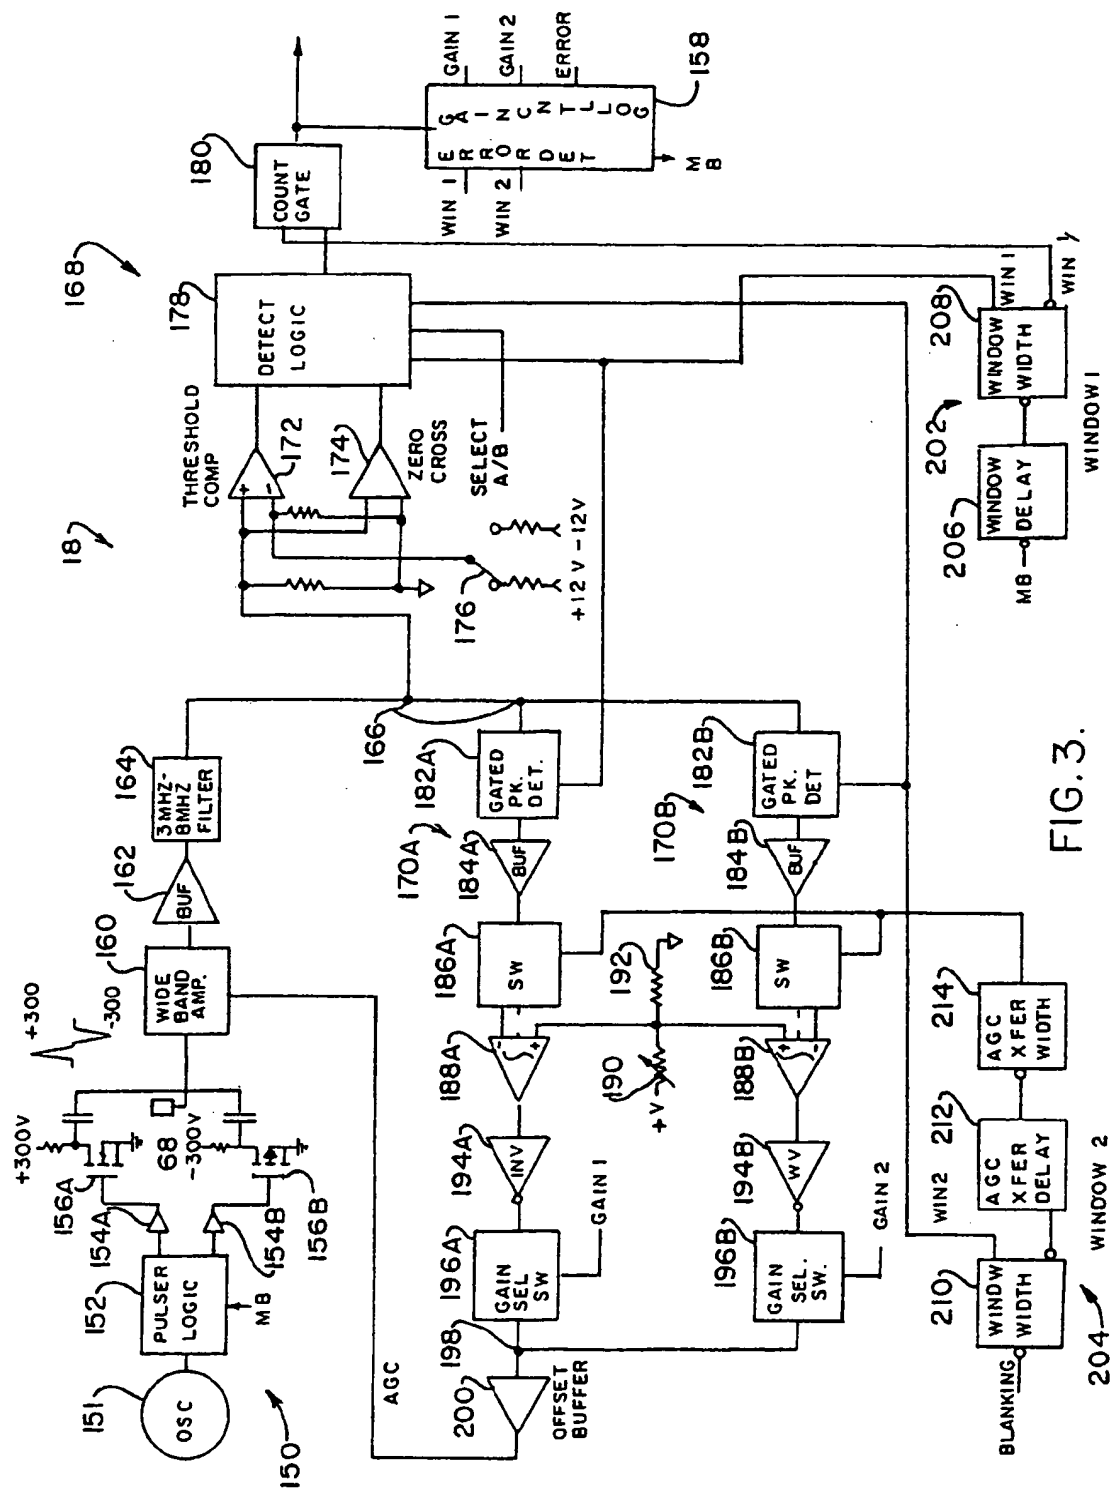 18
168
150
151
OSC
152
PULSER
LOGIC
MB
154A
154B
156A
156B
+300V
-300V
68
+300
-300
160
WIDE
BAND
AMP.
162
BUF
164
3MHZ-
8MHZ
FILTER
166
THRESHOLD
COMP
172
174
ZERO
CROSS
176
+12 V
-12V
SELECT
A/B
178
DETECT
LOGIC
180
COUNT
GATE
158
ERROR DET
GAIN CNTL LOG
WIN 1
WIN 2
GAIN 1
GAIN 2
ERROR
MB
AGC
170A
182A
GATED
PK.
DET.
184A
BUF
186A
SW
188A
-
+
194A
INV
196A
GAIN
SEL
SW
GAIN 1
198
200
OFFSET
BUFFER
190
192
+V
170B
182B
GATED
PK.
DET
184B
BUF
186B
SW
188B
+
-
194B
WV
196B
GAIN
SEL.
SW.
GAIN 2
BLANKING
210
WINDW
WIDTH
WIN2
212
AGC
XFER
DELAY
214
AGC
XFER
WIDTH
204
WINDOW 2
MB
206
WINDOW
DELAY
202
208
WINDOW
WIDTH
WIN 1
WIN 1/
WINDOW 1
FIG. 3.